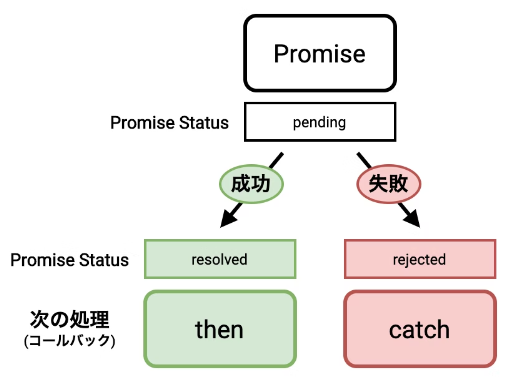 Promise
Promise Status
pending
成功
失敗
Promise Status
resolved
rejected
次の処理
(コールバック)
then
catch